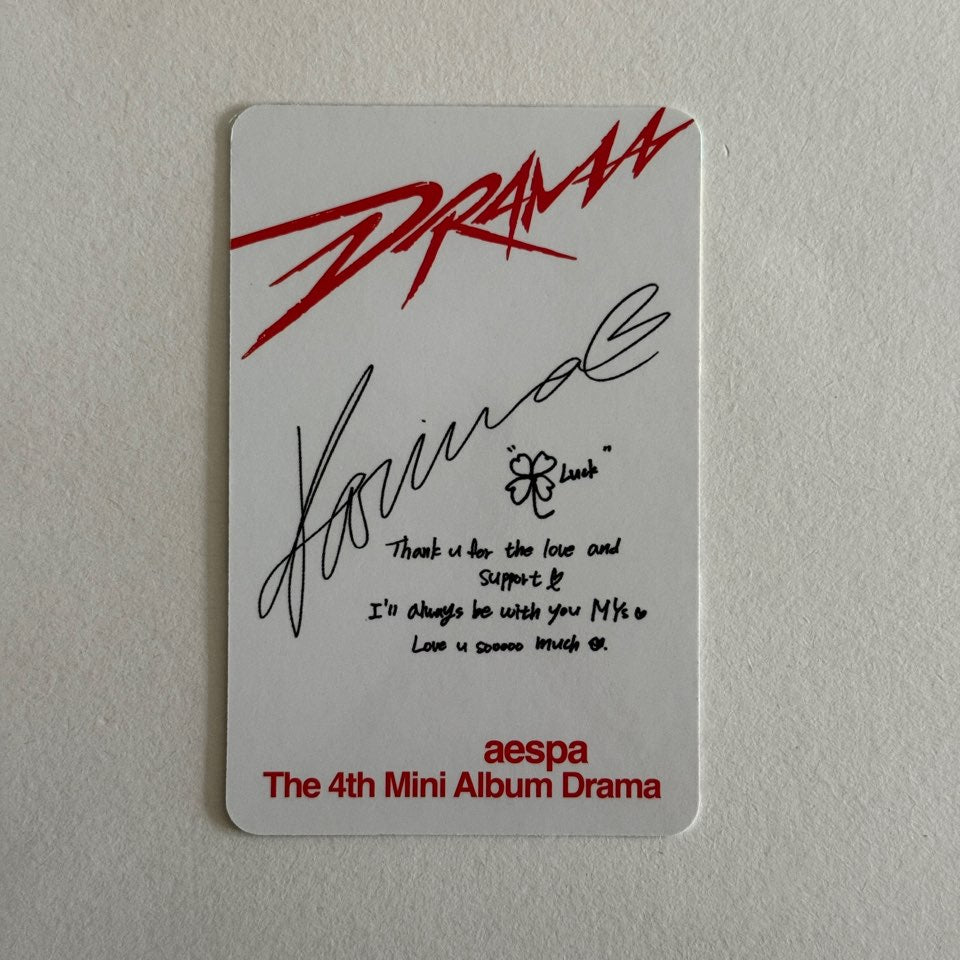 DRAMA
Karina
"Luck"
Thank u for the love and
support
I'll always be with you MYs
Love u sooooo much
aespa
The 4th Mini Album Drama